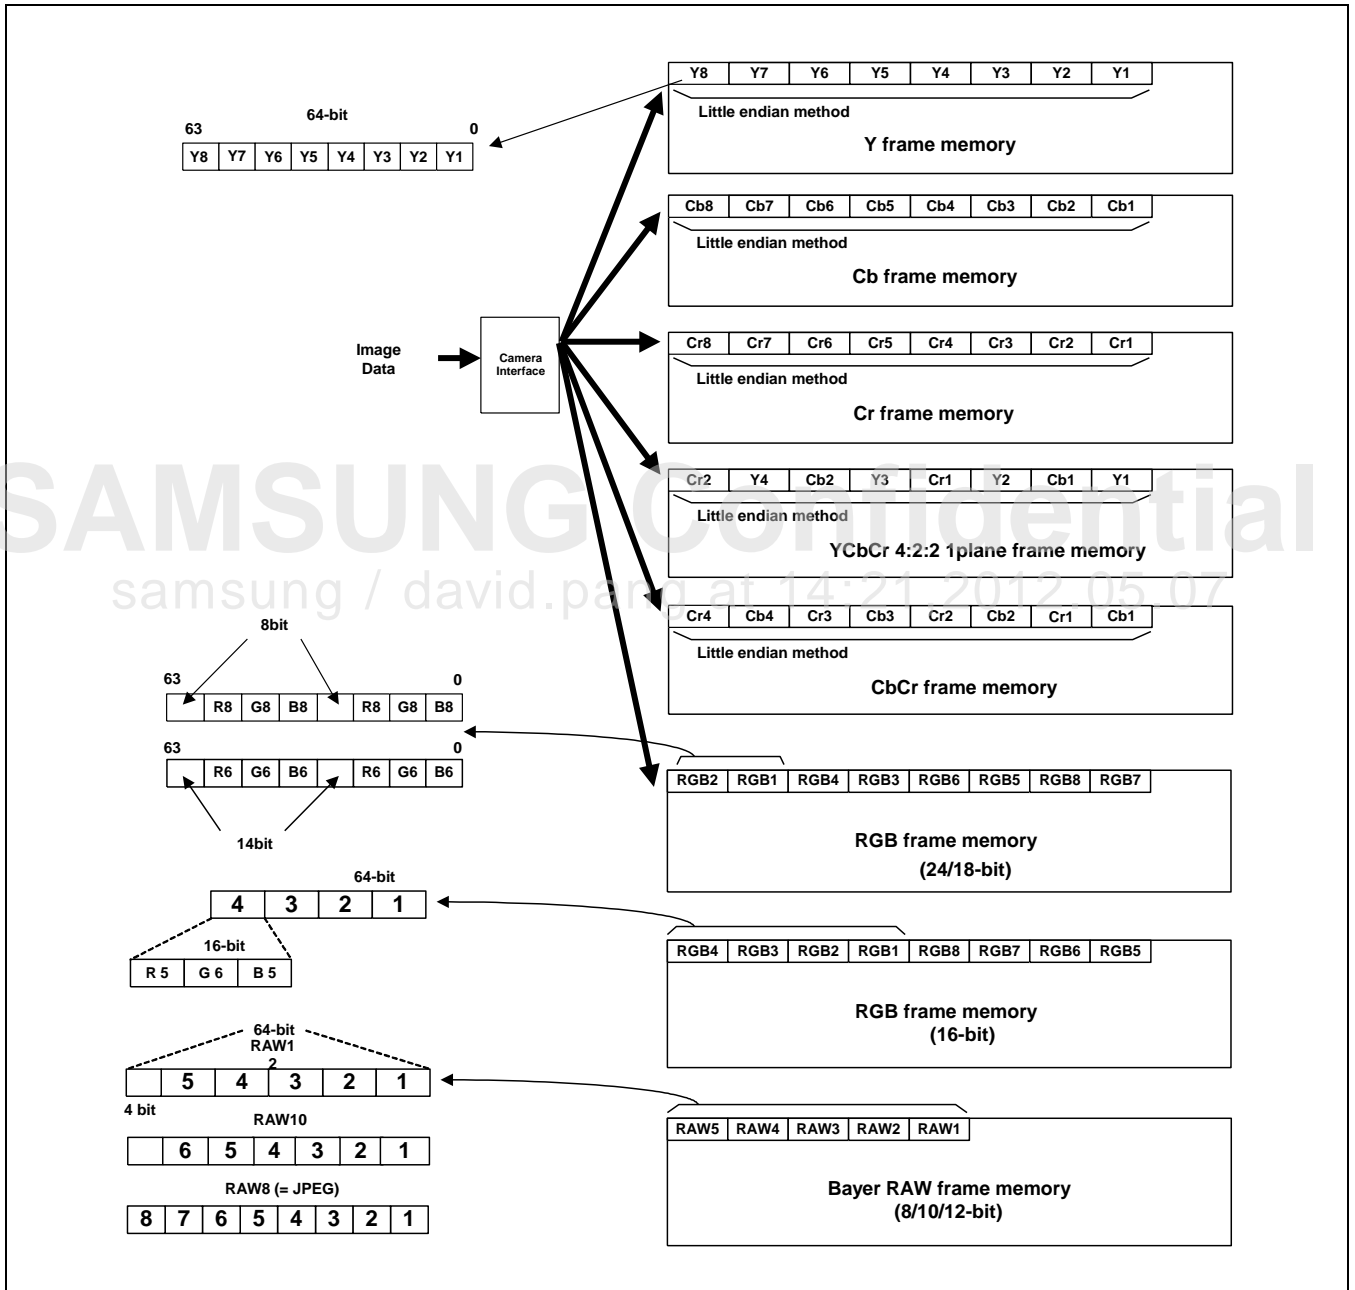 64-bit
63 0
Y8 Y7 Y6 Y5 Y4 Y3 Y2 Y1
Y8 Y7 Y6 Y5 Y4 Y3 Y2 Y1
Little endian method
Y frame memory
Cb8 Cb7 Cb6 Cb5 Cb4 Cb3 Cb2 Cb1
Little endian method
Cb frame memory
Image
Data
Camera
Interface
Cr8 Cr7 Cr6 Cr5 Cr4 Cr3 Cr2 Cr1
Little endian method
Cr frame memory
SAMSUNG Confidential
samsung / david.pang at 14:21,2012.05.07
Cr2 Y4 Cb2 Y3 Cr1 Y2 Cb1 Y1
Little endian method
YCbCr 4:2:2 1plane frame memory
Cr4 Cb4 Cr3 Cb3 Cr2 Cb2 Cr1 Cb1
Little endian method
CbCr frame memory
8bit
63 0
R8 G8 B8 R8 G8 B8
63 0
R6 G6 B6 R6 G6 B6
14bit
RGB2 RGB1 RGB4 RGB3 RGB6 RGB5 RGB8 RGB7
RGB frame memory
(24/18-bit)
64-bit
4 3 2 1
16-bit
R 5 G 6 B 5
RGB4 RGB3 RGB2 RGB1 RGB8 RGB7 RGB6 RGB5
RGB frame memory
(16-bit)
64-bit
RAW1
2
5 4 3 2 1
4 bit
RAW10
6 5 4 3 2 1
RAW8 (= JPEG)
8 7 6 5 4 3 2 1
RAW5 RAW4 RAW3 RAW2 RAW1
Bayer RAW frame memory
(8/10/12-bit)